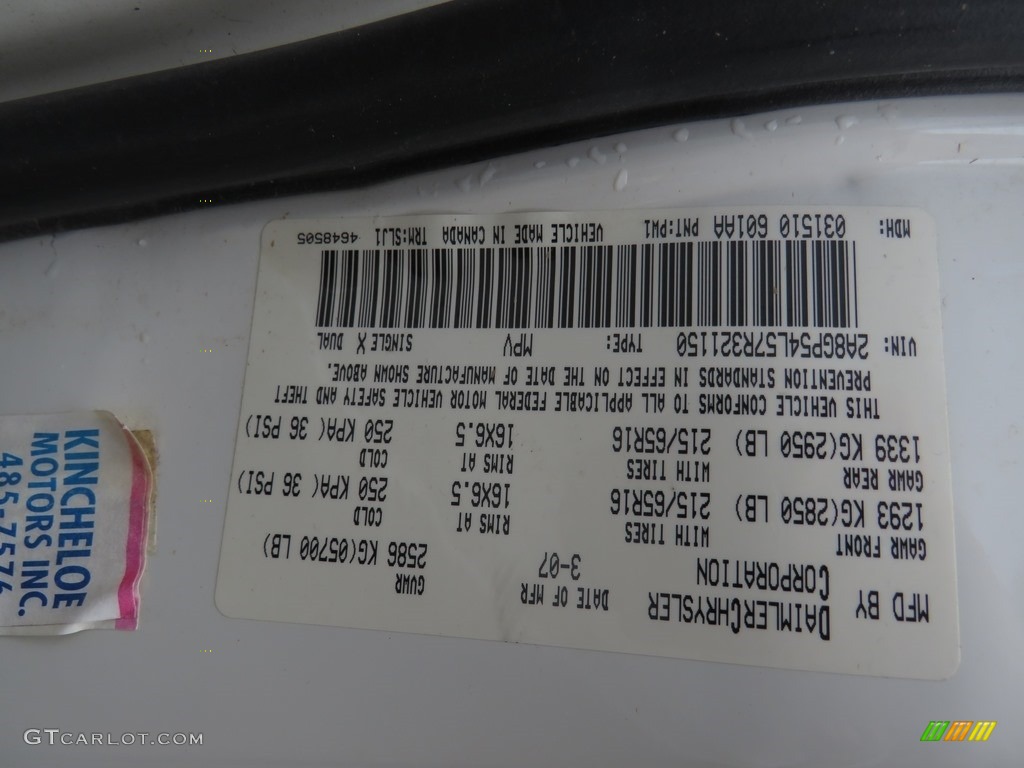 MFD BY DAIMLERCHRYSLER CORPORATION
DATE OF MFR 3-07
GVWR 2586 KG(05700 LB)
GAWR FRONT WITH TIRES RIMS AT COLD
1293 KG(2850 LB) 215/65R16 16X6.5 250 KPA( 36 PSI)
GAWR REAR WITH TIRES RIMS AT COLD
1339 KG(2950 LB) 215/65R16 16X6.5 250 KPA( 36 PSI)
THIS VEHICLE CONFORMS TO ALL APPLICABLE FEDERAL MOTOR VEHICLE SAFETY AND THEFT
PREVENTION STANDARDS IN EFFECT ON THE DATE OF MANUFACTURE SHOWN ABOVE.
VIN: 2A8GP54L57R321150 TYPE: MPV SINGLE X DUAL
MDH: 031510 601AA PNT:PW1 VEHICLE MADE IN CANADA TRM:SLJ1 4648505
KINCHELOE
MOTORS INC.
485-7576
GTCARLOT.COM